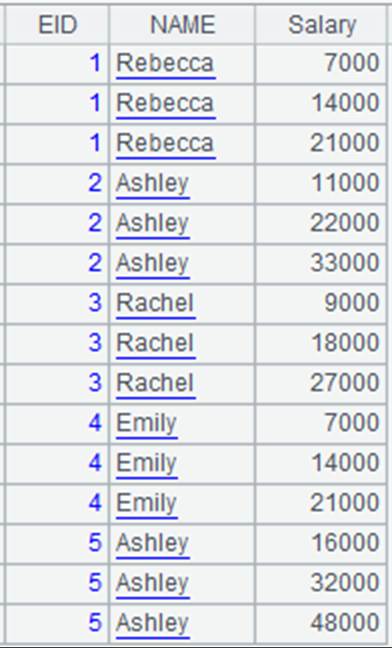 EID NAME Salary
1 Rebecca 7000
1 Rebecca 14000
1 Rebecca 21000
2 Ashley 11000
2 Ashley 22000
2 Ashley 33000
3 Rachel 9000
3 Rachel 18000
3 Rachel 27000
4 Emily 7000
4 Emily 14000
4 Emily 21000
5 Ashley 16000
5 Ashley 32000
5 Ashley 48000